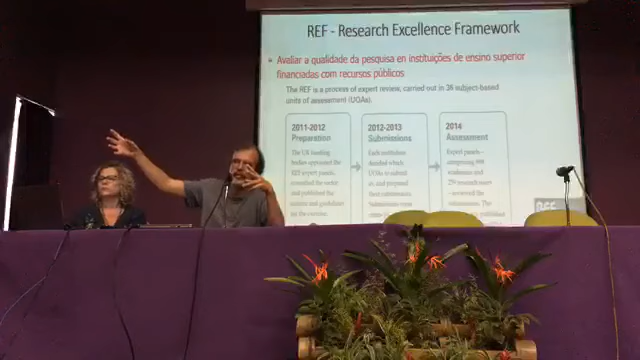 REF - Research Excellence Framework
Avaliar a qualidade da pesquisa en instituições de ensino superior
financiadas com recursos públicos
The REF is a process of expert review, carried out in 36 subject-based
units of assessment (UOAs).
2011-2012
Preparation
The UK funding
bodies appointed the
REF expert panels,
consulted the sector
and published the
criteria and guidelines
for the exercise.
2012-2013
Submissions
Each institution
decided which
UOAs to submit
in, and prepared
their submissions.
2014
Assessment
Expert panels -
comprising
academics and
research users -
reviewed the
submissions. The
published
REF